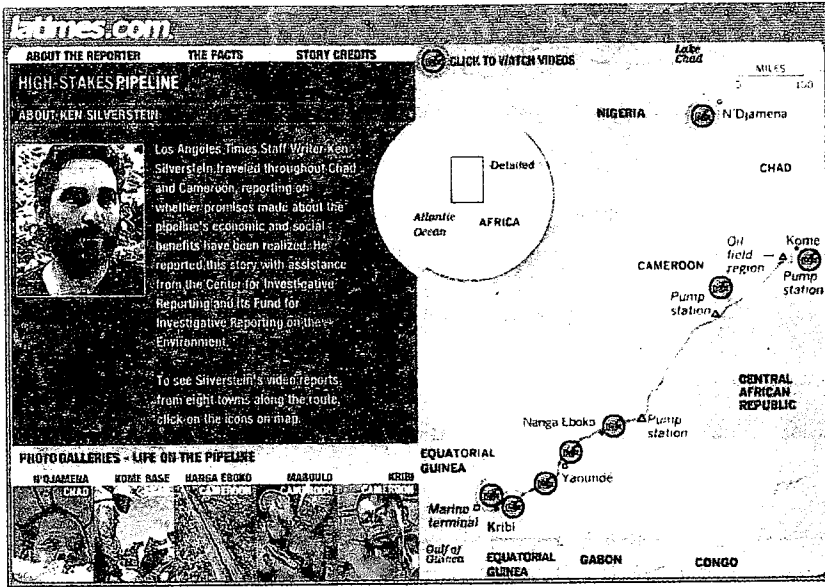 latimes.com
ABOUT THE REPORTER
THE FACTS
STORY CREDITS
HIGH-STAKES PIPELINE
ABOUT KEN SILVERSTEIN
Los Angeles Times Staff Writer Ken
Silverstein traveled throughout Chad
and Cameroon, reporting on
whether promises made about the
pipeline's economic and social
benefits have been realized. He
reported this story with assistance
from the Center for Investigative
Reporting and its Fund for
Investigative Reporting on the
Environment.
To see Silverstein's video reports
from eight towns along the route,
click on the icons on map.
PHOTO GALLERIES - LIFE ON THE PIPELINE
N'DJAMENA
CHAD
KOME BASE
CHAD
NANGA EBOKO
CAMEROON
MABOULO
CAMEROON
KRIBI
CAMEROON
CLICK TO WATCH VIDEOS
Lake
Chad
MILES
0 100
NIGERIA
N'Djamena
CHAD
Detailed
Atlantic
Ocean
AFRICA
Oil
field
region
Kome
Pump
station
CAMEROON
Pump
station
CENTRAL
AFRICAN
REPUBLIC
Nanga Eboko
Pump
station
EQUATORIAL
GUINEA
Yaoundé
Marine
terminal
Kribi
Gulf of
Guinea
EQUATORIAL
GUINEA
GABON
CONGO